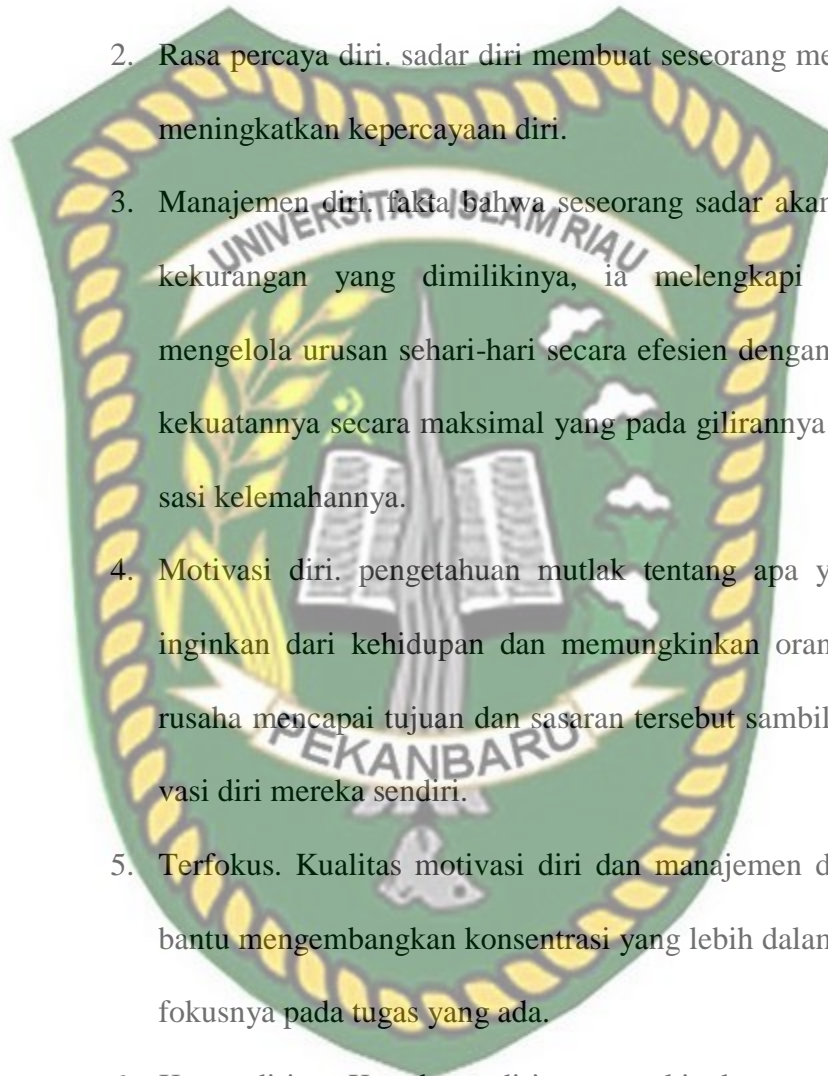 2. Rasa percaya diri. sadar diri membuat seseorang me
meningkatkan kepercayaan diri.
3. Manajemen diri. fakta bahwa seseorang sadar akan
UNIVERSITAS ISLAM RIAU
kekurangan yang dimilikinya, ia melengkapi
mengelola urusan sehari-hari secara efesien dengan
kekuatannya secara maksimal yang pada gilirannya
sasi kelemahannya.
4. Motivasi diri. pengetahuan mutlak tentang apa y
inginkan dari kehidupan dan memungkinkan oran
rusaha mencapai tujuan dan sasaran tersebut sambil
PEKANBARU
vasi diri mereka sendiri.
5. Terfokus. Kualitas motivasi diri dan manajemen d
bantu mengembangkan konsentrasi yang lebih dalam
fokusnya pada tugas yang ada.